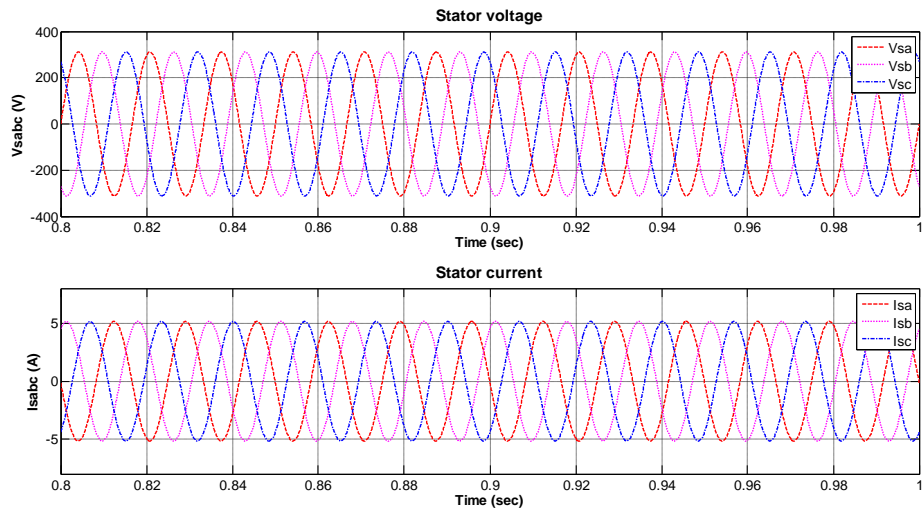 Stator voltage
400
200
0
-200
-400
Vsabc (V)
Vsa
Vsb
Vsc
0.8 0.82 0.84 0.86 0.88 0.9 0.92 0.94 0.96 0.98 1
Time (sec)
Stator current
5
0
-5
Isabc (A)
Isa
Isb
Isc
0.8 0.82 0.84 0.86 0.88 0.9 0.92 0.94 0.96 0.98 1
Time (sec)